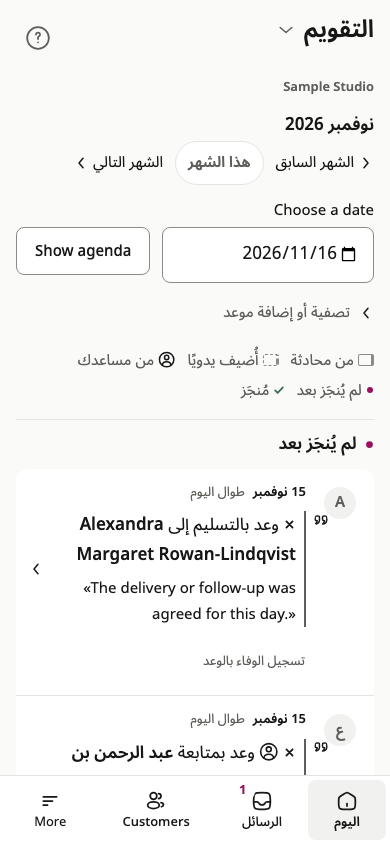 التقويم
?
Sample Studio
نوفمبر 2026
الشهر السابق
هذا الشهر
الشهر التالي
Choose a date
2026/11/16
Show agenda
تصفية أو إضافة موعد
من محادثة
أُضيف يدويًا
من مساعدك
لم يُنجَز بعد
مُنجَز
لم يُنجَز بعد
A
15 نوفمبر طوال اليوم
× وعد بالتسليم إلى Alexandra
Margaret Rowan-Lindqvist
«The delivery or follow-up was
agreed for this day.»
تسجيل الوفاء بالوعد
ع
15 نوفمبر طوال اليوم
× وعد بمتابعة عبد الرحمن بن
اليوم
1
الرسائل
Customers
More